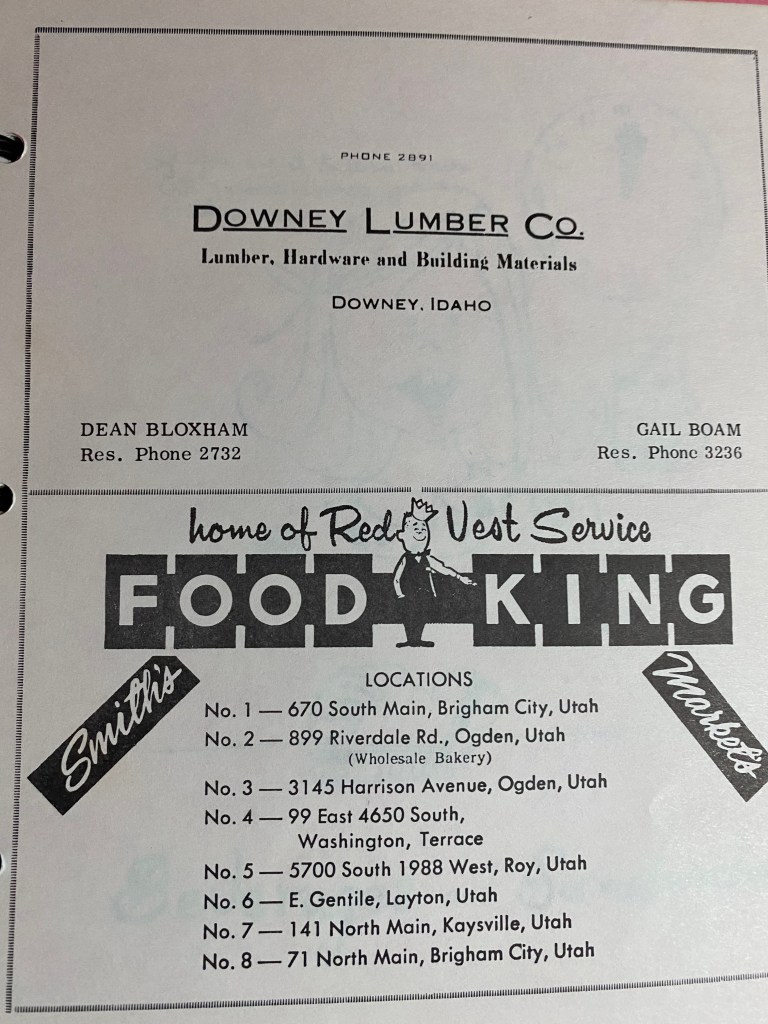 PHONE 2891
DOWNEY LUMBER CO.
Lumber, Hardware and Building Materials
DOWNEY, IDAHO
DEAN BLOXHAM
Res. Phone 2732
GAIL BOAM
Res. Phone 3236
home of Red Vest Service
FOOD KING
Smith's
Markets
LOCATIONS
No. 1 — 670 South Main, Brigham City, Utah
No. 2 — 899 Riverdale Rd., Ogden, Utah
(Wholesale Bakery)
No. 3 — 3145 Harrison Avenue, Ogden, Utah
No. 4 — 99 East 4650 South,
Washington, Terrace
No. 5 — 5700 South 1988 West, Roy, Utah
No. 6 — E. Gentile, Layton, Utah
No. 7 — 141 North Main, Kaysville, Utah
No. 8 — 71 North Main, Brigham City, Utah